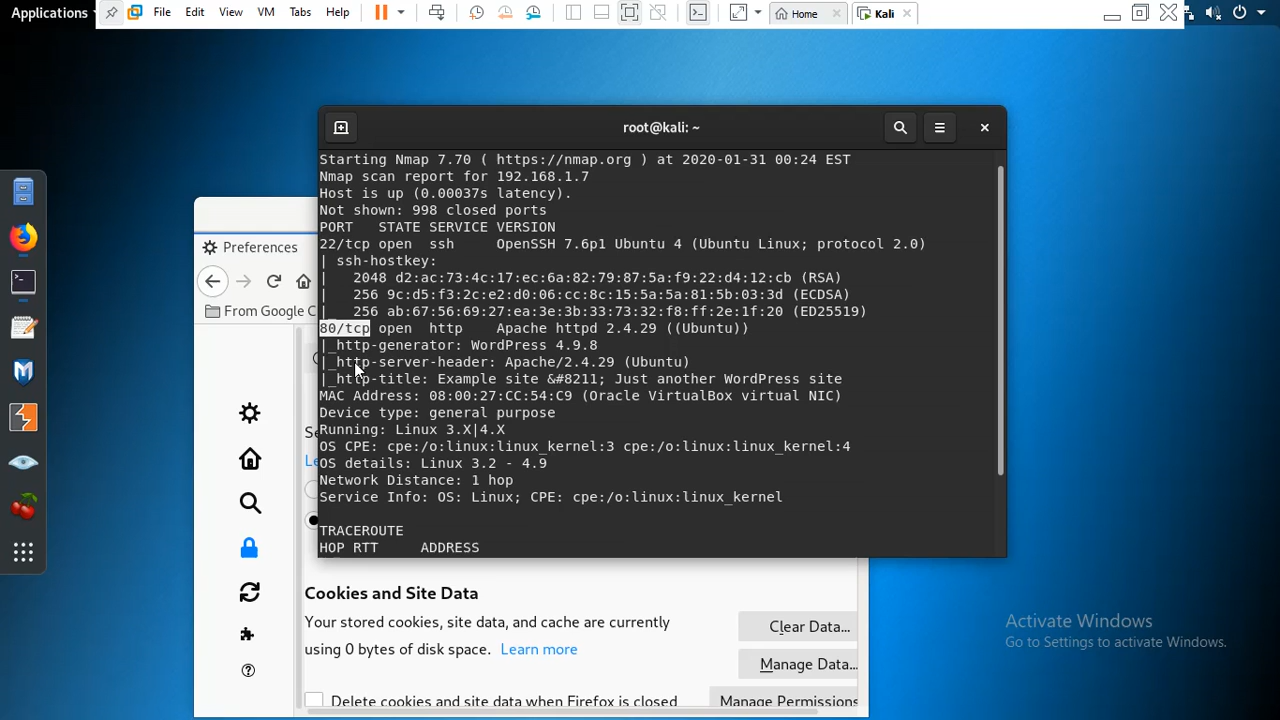 Applications
File Edit View VM Tabs Help
Home
Kali
root@kali: ~
Starting Nmap 7.70 ( https://nmap.org ) at 2020-01-31 00:24 EST
Nmap scan report for 192.168.1.7
Host is up (0.00037s latency).
Not shown: 998 closed ports
PORT STATE SERVICE VERSION
22/tcp open ssh OpenSSH 7.6p1 Ubuntu 4 (Ubuntu Linux; protocol 2.0)
| ssh-hostkey:
| 2048 d2:ac:73:4c:17:ec:6a:82:79:87:5a:f9:22:d4:12:cb (RSA)
| 256 9c:d5:f3:2c:e2:d0:06:cc:8c:15:5a:5a:81:5b:03:3d (ECDSA)
|_ 256 ab:67:56:69:27:ea:3e:3b:33:73:32:f8:ff:2e:1f:20 (ED25519)
80/tcp open http Apache httpd 2.4.29 ((Ubuntu))
|_http-generator: WordPress 4.9.8
|_http-server-header: Apache/2.4.29 (Ubuntu)
|_http-title: Example site &#8211; Just another WordPress site
MAC Address: 08:00:27:CC:54:C9 (Oracle VirtualBox virtual NIC)
Device type: general purpose
Running: Linux 3.X|4.X
OS CPE: cpe:/o:linux:linux_kernel:3 cpe:/o:linux:linux_kernel:4
OS details: Linux 3.2 - 4.9
Network Distance: 1 hop
Service Info: OS: Linux; CPE: cpe:/o:linux:linux_kernel
TRACEROUTE
HOP RTT ADDRESS
Preferences
From Google C
Se
Le
Cookies and Site Data
Your stored cookies, site data, and cache are currently
using 0 bytes of disk space. Learn more
Clear Data...
Manage Data...
Delete cookies and site data when Firefox is closed
Manage Permissions
Activate Windows
Go to Settings to activate Windows.